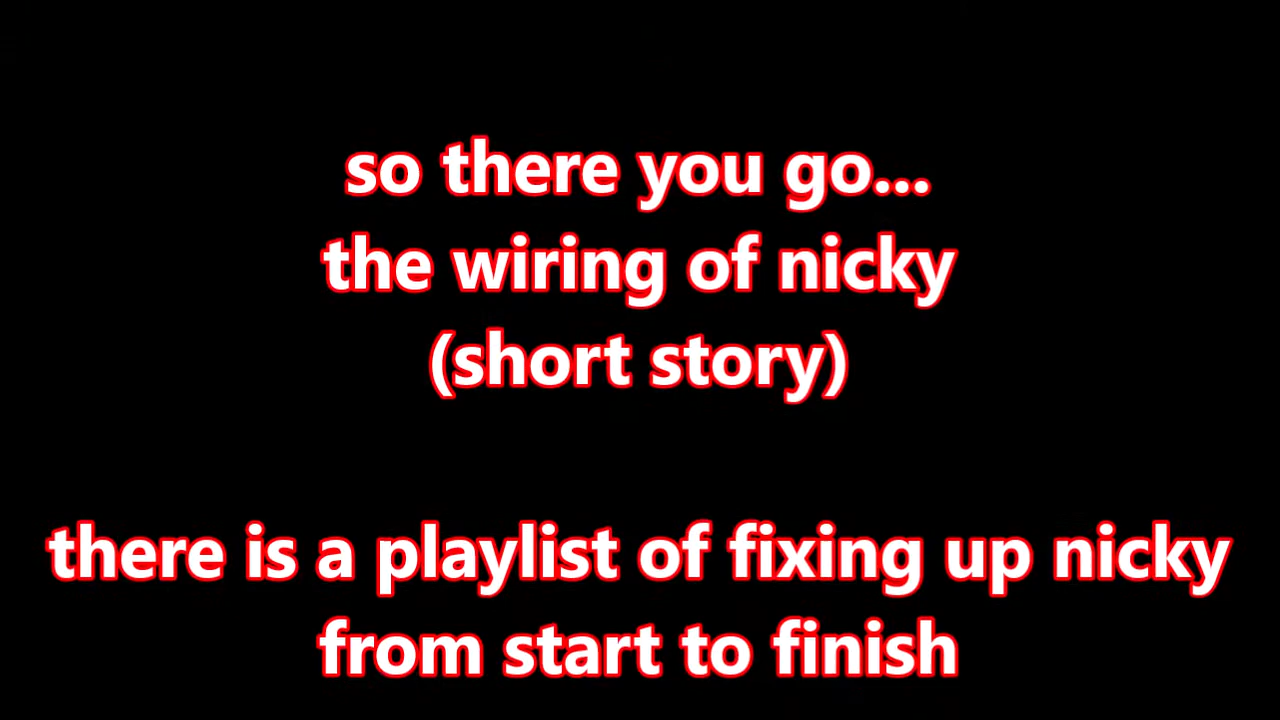 so there you go...
the wiring of nicky
(short story)
there is a playlist of fixing up nicky
from start to finish